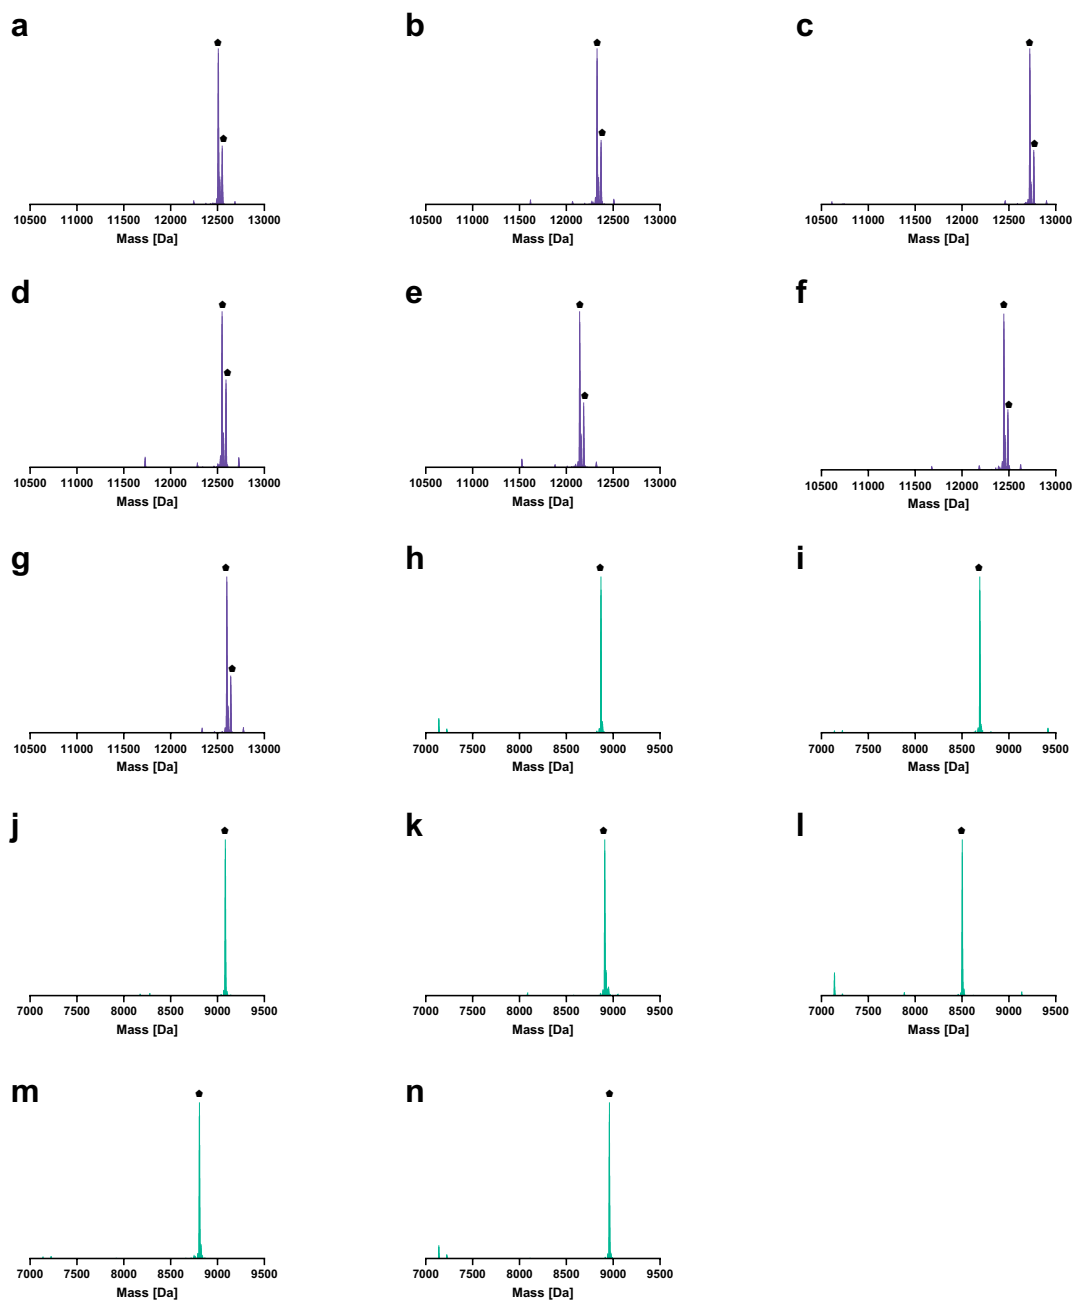 a b c
10500 11000 11500 12000 12500 13000 10500 11000 11500 12000 12500 13000 10500 11000 11500 12000 12500 13000
Mass [Da] Mass [Da] Mass [Da]
d e f
10500 11000 11500 12000 12500 13000 10500 11000 11500 12000 12500 13000 10500 11000 11500 12000 12500 13000
Mass [Da] Mass [Da] Mass [Da]
g h i
10500 11000 11500 12000 12500 13000 7000 7500 8000 8500 9000 9500 7000 7500 8000 8500 9000 9500
Mass [Da] Mass [Da] Mass [Da]
j k l
7000 7500 8000 8500 9000 9500 7000 7500 8000 8500 9000 9500 7000 7500 8000 8500 9000 9500
Mass [Da] Mass [Da] Mass [Da]
m n
7000 7500 8000 8500 9000 9500 7000 7500 8000 8500 9000 9500
Mass [Da] Mass [Da]